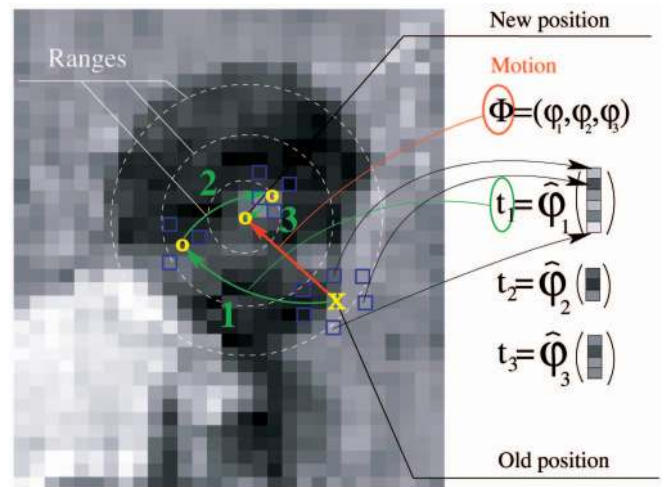 New position
Ranges
Motion
Φ=(φ₁,φ₂,φ₃)
2
t₁=φ̂₁( )
o
o
3
o
x
1
t₂=φ̂₂( )
t₃=φ̂₃( )
Old position